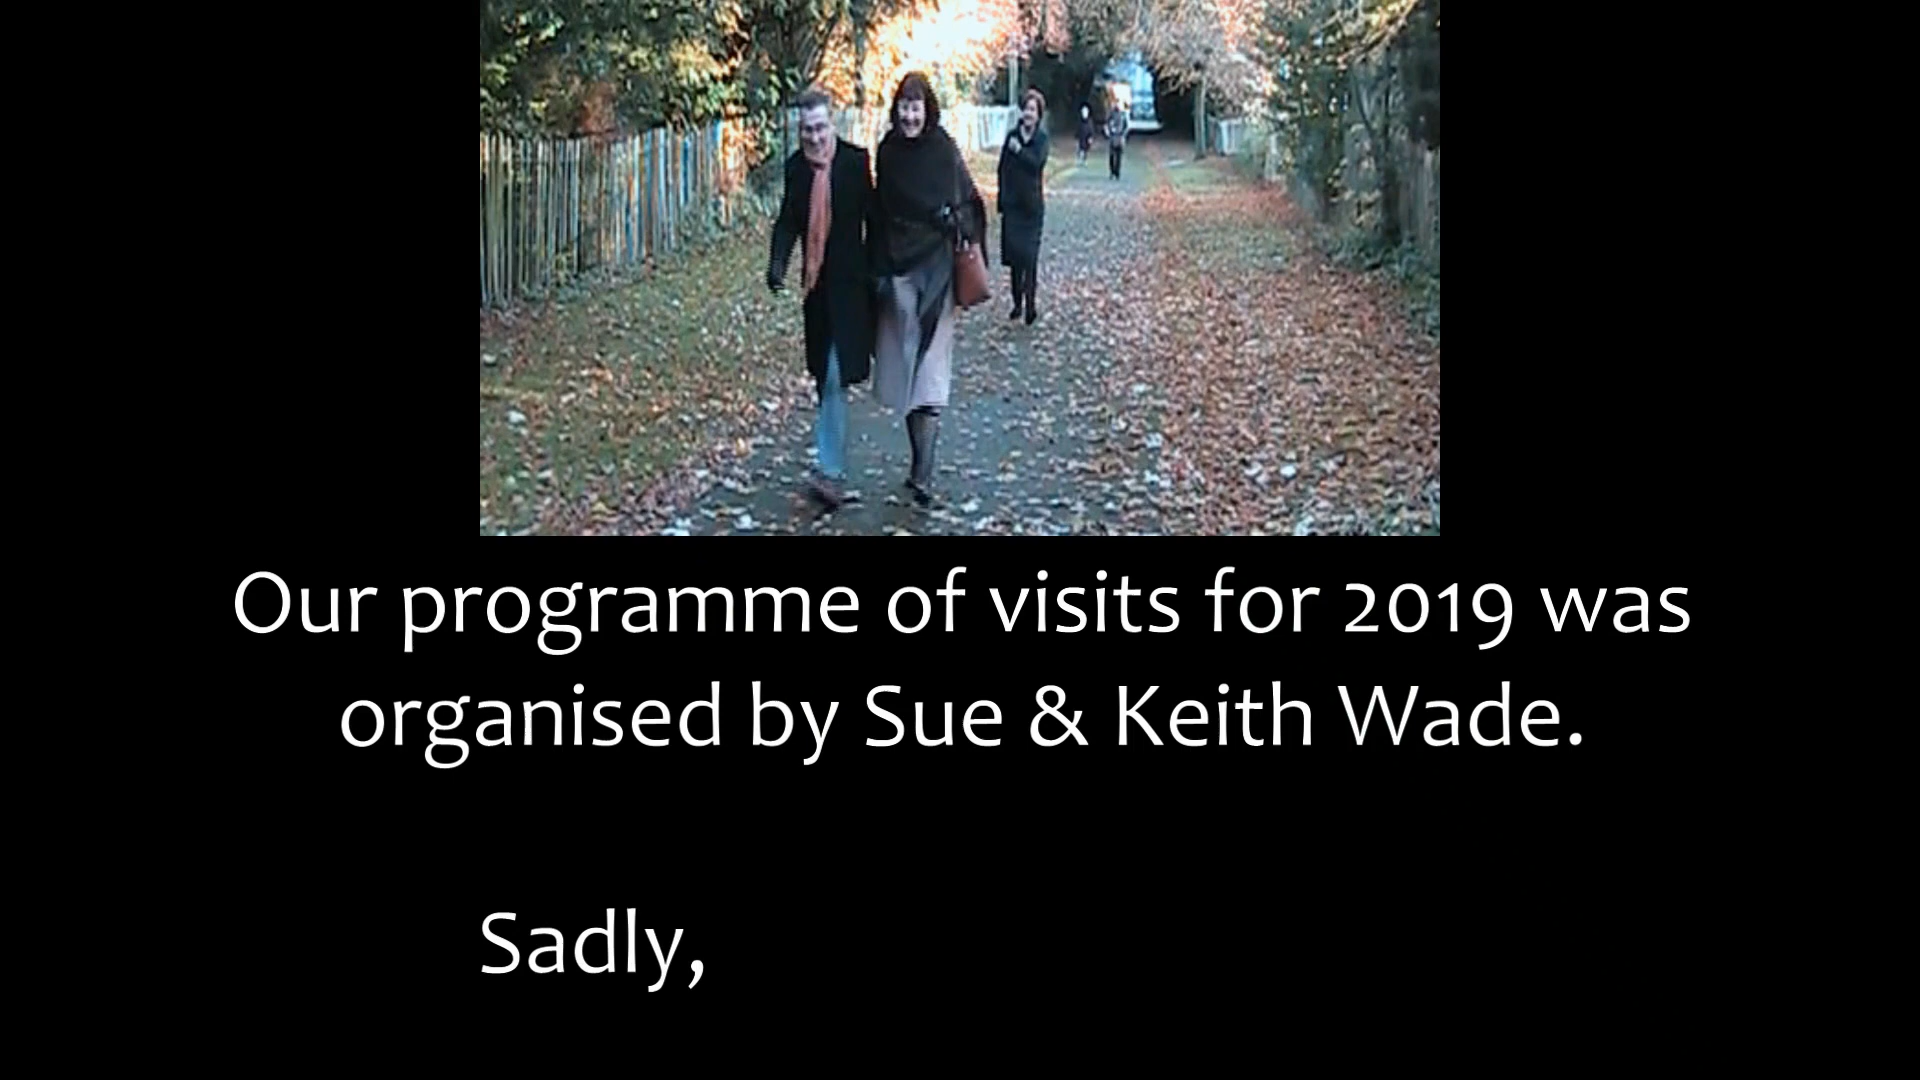 Our programme of visits for 2019 was
organised by Sue & Keith Wade.
Sadly,